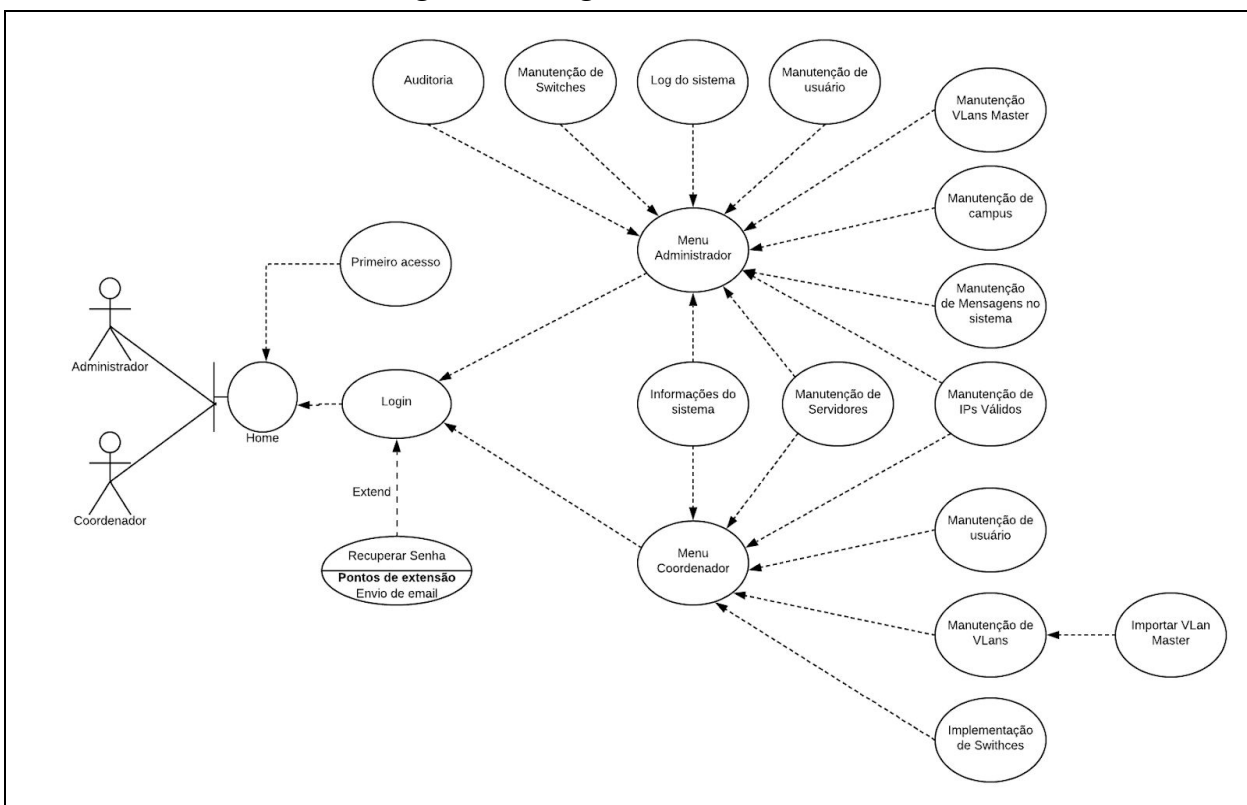 Auditoria
Manutenção de
Switches
Log do sistema
Manutenção de
usuário
Manutenção
VLans Master
Manutenção de
campus
Menu
Administrador
Primeiro acesso
Manutenção
de Mensagens no
sistema
Administrador
Login
Informações do
sistema
Manutenção de
Servidores
Manutenção de
IPs Válidos
Home
Extend
Coordenador
Manutenção de
usuário
Recuperar Senha
Pontos de extensão
Envio de email
Menu
Coordenador
Manutenção de
VLans
Importar VLan
Master
Implementação
de Swithces